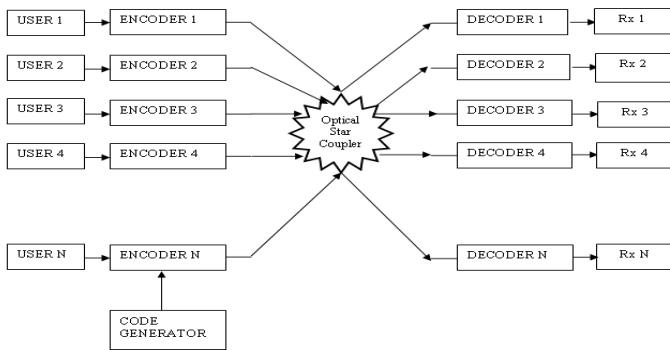 USER 1 ENCODER 1 DECODER 1 Rx 1
USER 2 ENCODER 2 DECODER 2 Rx 2
USER 3 ENCODER 3 DECODER 3 Rx 3
Optical
Star
Coupler
USER 4 ENCODER 4 DECODER 4 Rx 4
USER N ENCODER N DECODER N Rx N
CODE
GENERATOR